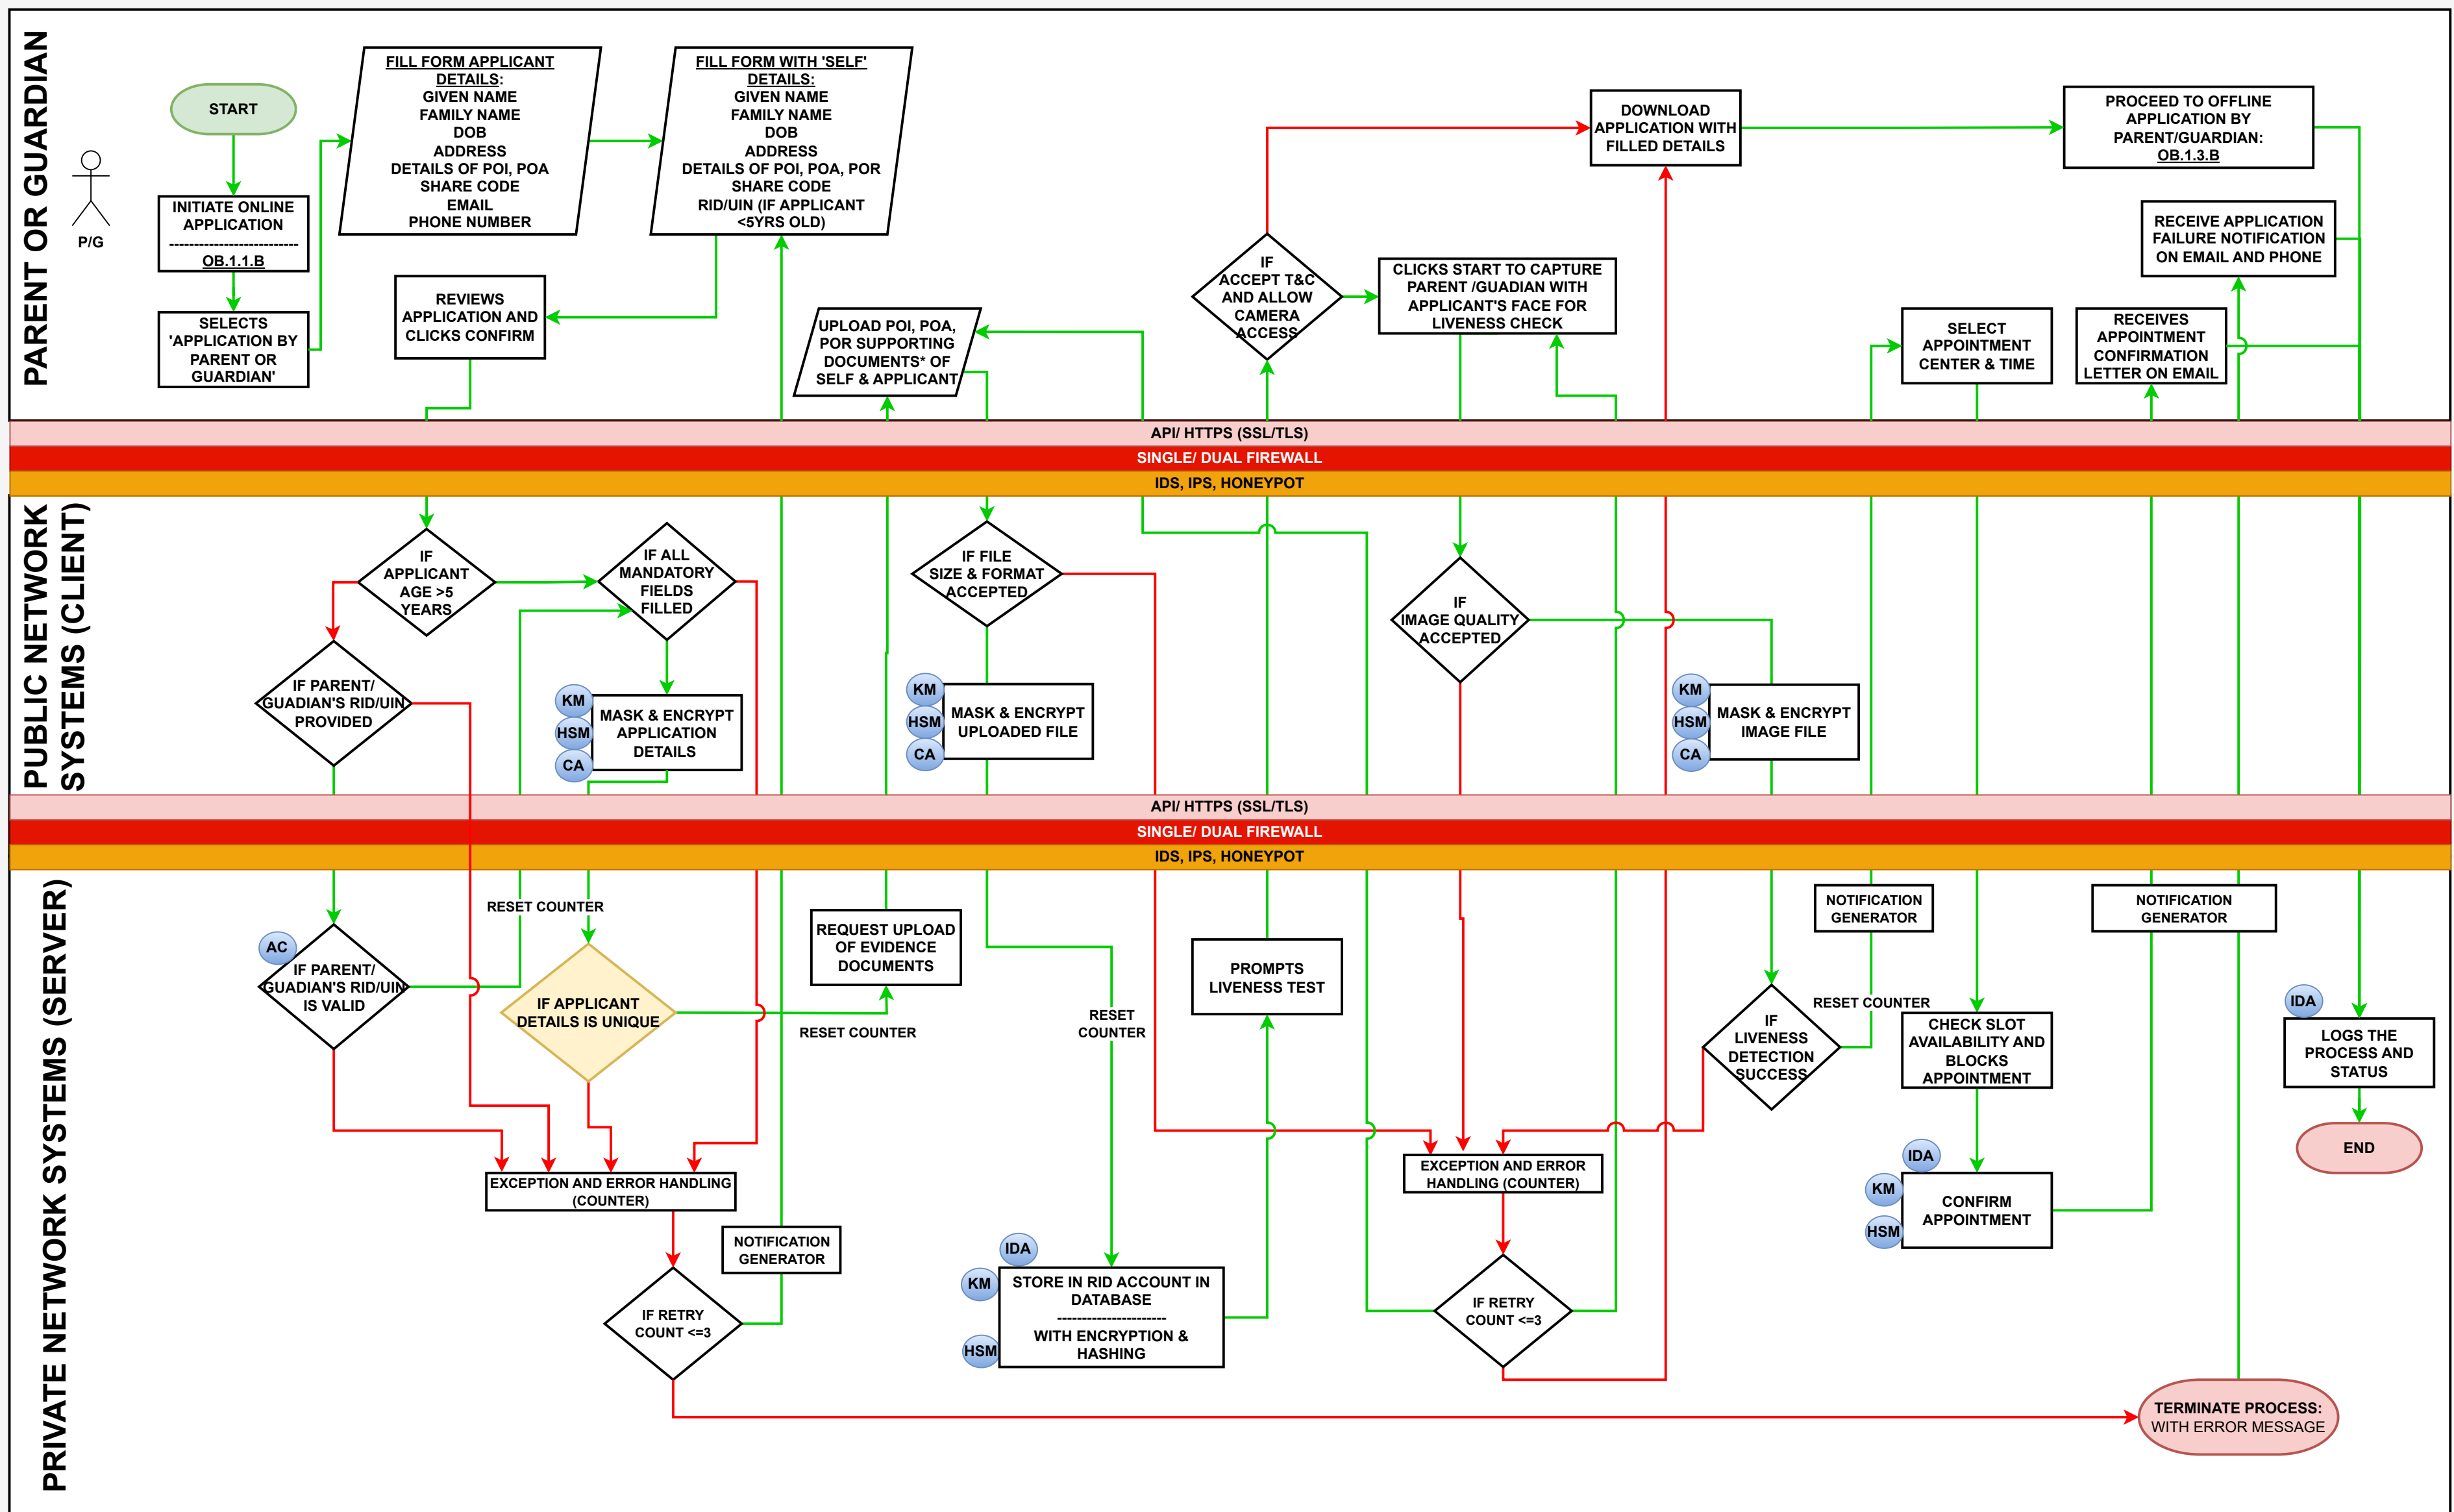 PARENT OR GUARDIAN
P/G
START
INITIATE ONLINE
APPLICATION
--------------------------
OB.1.1.B
SELECTS
'APPLICATION BY
PARENT OR
GUARDIAN'
FILL FORM APPLICANT
DETAILS:
GIVEN NAME
FAMILY NAME
DOB
ADDRESS
DETAILS OF POI, POA
SHARE CODE
EMAIL
PHONE NUMBER
FILL FORM WITH 'SELF'
DETAILS:
GIVEN NAME
FAMILY NAME
DOB
ADDRESS
DETAILS OF POI, POA, POR
SHARE CODE
RID/UIN (IF APPLICANT
<5YRS OLD)
REVIEWS
APPLICATION AND
CLICKS CONFIRM
UPLOAD POI, POA,
POR SUPPORTING
DOCUMENTS* OF
SELF & APPLICANT
IF
ACCEPT T&C
AND ALLOW
CAMERA
ACCESS
CLICKS START TO CAPTURE
PARENT /GUADIAN WITH
APPLICANT'S FACE FOR
LIVENESS CHECK
DOWNLOAD
APPLICATION WITH
FILLED DETAILS
PROCEED TO OFFLINE
APPLICATION BY
PARENT/GUARDIAN:
OB.1.3.B
RECEIVE APPLICATION
FAILURE NOTIFICATION
ON EMAIL AND PHONE
SELECT
APPOINTMENT
CENTER & TIME
RECEIVES
APPOINTMENT
CONFIRMATION
LETTER ON EMAIL
API/ HTTPS (SSL/TLS)
SINGLE/ DUAL FIREWALL
IDS, IPS, HONEYPOT
PUBLIC NETWORK
SYSTEMS (CLIENT)
IF
APPLICANT
AGE >5
YEARS
IF ALL
MANDATORY
FIELDS
FILLED
IF PARENT/
GUADIAN'S RID/UIN
PROVIDED
KM
HSM
CA
MASK & ENCRYPT
APPLICATION
DETAILS
IF FILE
SIZE & FORMAT
ACCEPTED
KM
HSM
CA
MASK & ENCRYPT
UPLOADED FILE
IF
IMAGE QUALITY
ACCEPTED
KM
HSM
CA
MASK & ENCRYPT
IMAGE FILE
API/ HTTPS (SSL/TLS)
SINGLE/ DUAL FIREWALL
IDS, IPS, HONEYPOT
PRIVATE NETWORK SYSTEMS (SERVER)
AC
IF PARENT/
GUADIAN'S RID/UIN
IS VALID
RESET COUNTER
IF APPLICANT
DETAILS IS UNIQUE
RESET COUNTER
REQUEST UPLOAD
OF EVIDENCE
DOCUMENTS
EXCEPTION AND ERROR HANDLING
(COUNTER)
NOTIFICATION
GENERATOR
IF RETRY
COUNT <=3
RESET
COUNTER
IDA
KM
HSM
STORE IN RID ACCOUNT IN
DATABASE
----------------------
WITH ENCRYPTION &
HASHING
PROMPTS
LIVENESS TEST
EXCEPTION AND ERROR
HANDLING (COUNTER)
IF RETRY
COUNT <=3
NOTIFICATION
GENERATOR
RESET COUNTER
IF
LIVENESS
DETECTION
SUCCESS
CHECK SLOT
AVAILABILITY AND
BLOCKS
APPOINTMENT
IDA
KM
HSM
CONFIRM
APPOINTMENT
NOTIFICATION
GENERATOR
IDA
LOGS THE
PROCESS AND
STATUS
END
TERMINATE PROCESS:
WITH ERROR MESSAGE